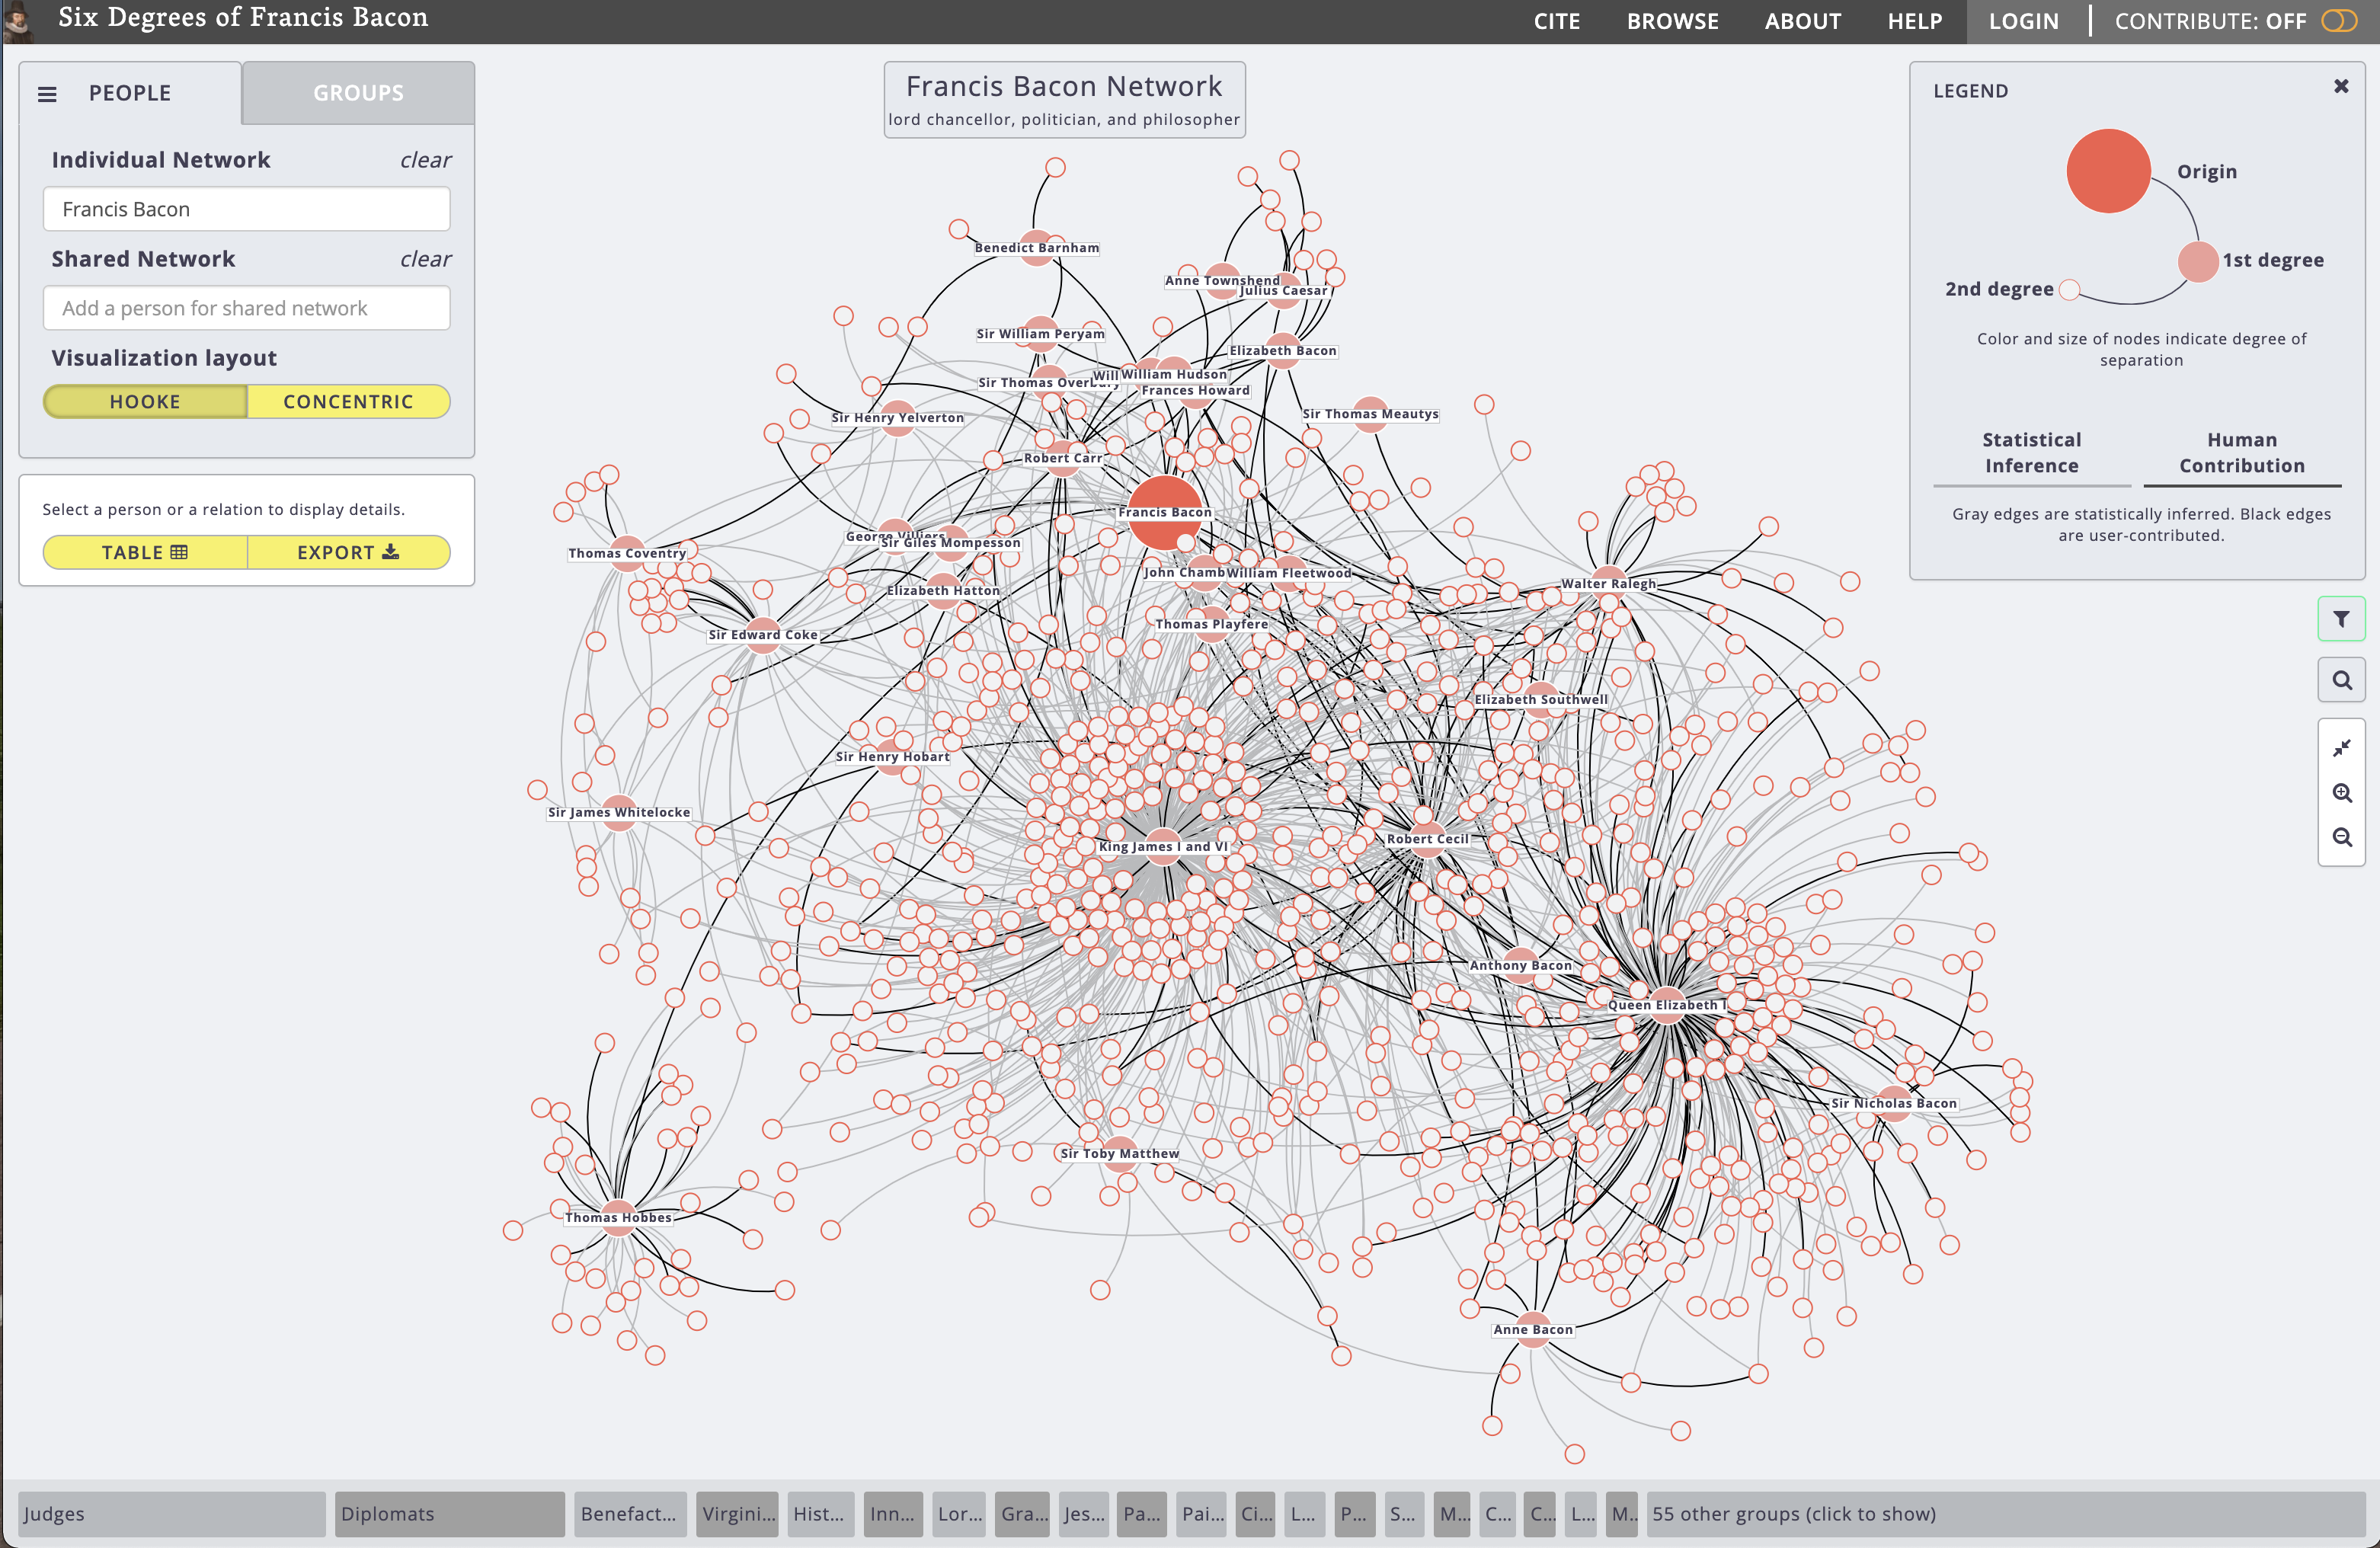 Six Degrees of Francis Bacon
CITE BROWSE ABOUT HELP LOGIN CONTRIBUTE: OFF
PEOPLE
GROUPS
Individual Network clear
Francis Bacon
Shared Network clear
Add a person for shared network
Visualization layout
HOOKE CONCENTRIC
Select a person or a relation to display details.
TABLE EXPORT
Francis Bacon Network
lord chancellor, politician, and philosopher
LEGEND
Origin
1st degree
2nd degree
Color and size of nodes indicate degree of
separation
Statistical
Inference
Human
Contribution
Gray edges are statistically inferred. Black edges
are user-contributed.
Benedict Barnham
Anne Townshend
Julius Caesar
Sir William Peryam
Elizabeth Bacon
Will
William Hudson
Sir Thomas Overbury
Frances Howard
Sir Henry Yelverton
Sir Thomas Meautys
Robert Carr
Francis Bacon
George Villiers
Sir Giles Mompesson
Thomas Coventry
John Chamb
William Fleetwood
Walter Ralegh
Elizabeth Hatton
Thomas Playfere
Sir Edward Coke
Elizabeth Southwell
Sir Henry Hobart
Sir James Whitelocke
Robert Cecil
King James I and VI
Anthony Bacon
Queen Elizabeth I
Sir Nicholas Bacon
Sir Toby Matthew
Thomas Hobbes
Anne Bacon
Judges Diplomats Benefact... Virgini... Hist... Inn... Lor... Gra... Jes... Pa... Pai... Ci... L... P... S... M... C... C... L... M.. 55 other groups (click to show)